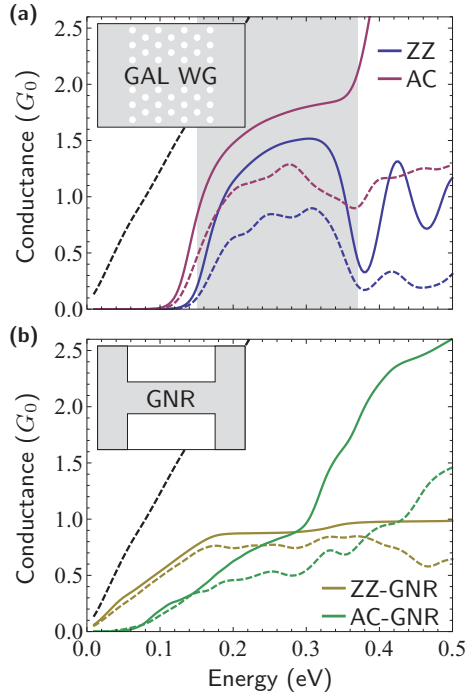 (a)
2.5
2.0
1.5
1.0
0.5
0.0
Conductance (G0)
GAL WG
ZZ
AC
(b)
2.5
2.0
1.5
1.0
0.5
0.0
Conductance (G0)
GNR
ZZ-GNR
AC-GNR
0.0 0.1 0.2 0.3 0.4 0.5
Energy (eV)